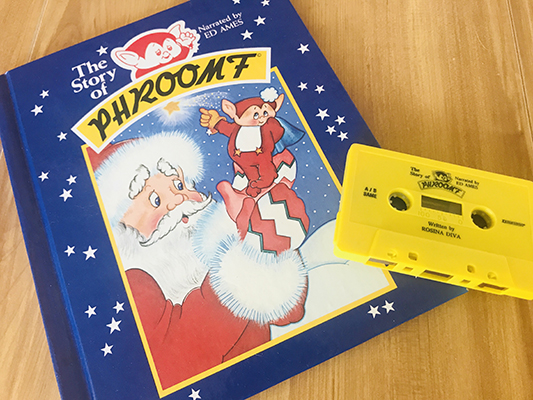 The
Story
of
PHROOMF
Narrated by
ED AMES
The
Story
of
PHROOMF
Narrated by
ED AMES
A / B
SAME
Written by
ROBINA DIVA